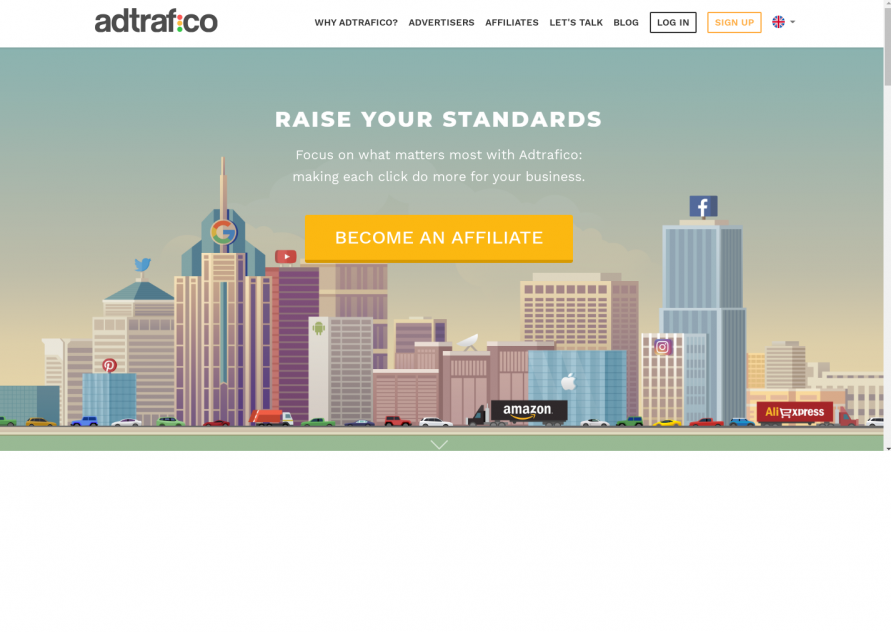 adtrafico
WHY ADTRAFICO? ADVERTISERS AFFILIATES LET'S TALK BLOG LOG IN SIGN UP
RAISE YOUR STANDARDS
Focus on what matters most with Adtrafico:
making each click do more for your business.
BECOME AN AFFILIATE
amazon
AliExpress